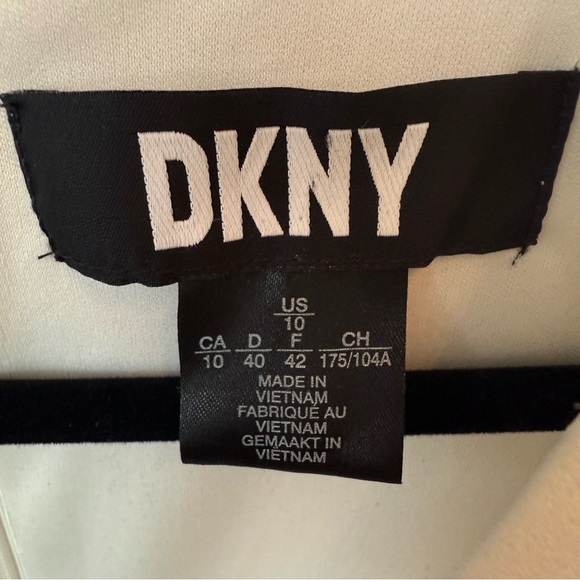 DKNY
US
10
CA D F CH
10 40 42 175/104A
MADE IN
VIETNAM
FABRIQUÉ AU
VIETNAM
GEMAAKT IN
VIETNAM